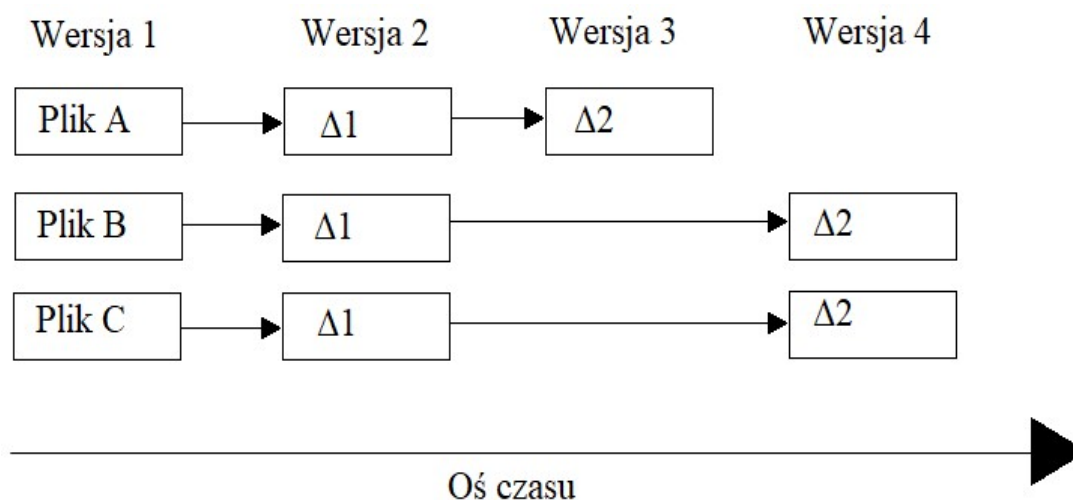 Wersja 1 Wersja 2 Wersja 3 Wersja 4
Plik A Δ1 Δ2
Plik B Δ1 Δ2
Plik C Δ1 Δ2
Oś czasu